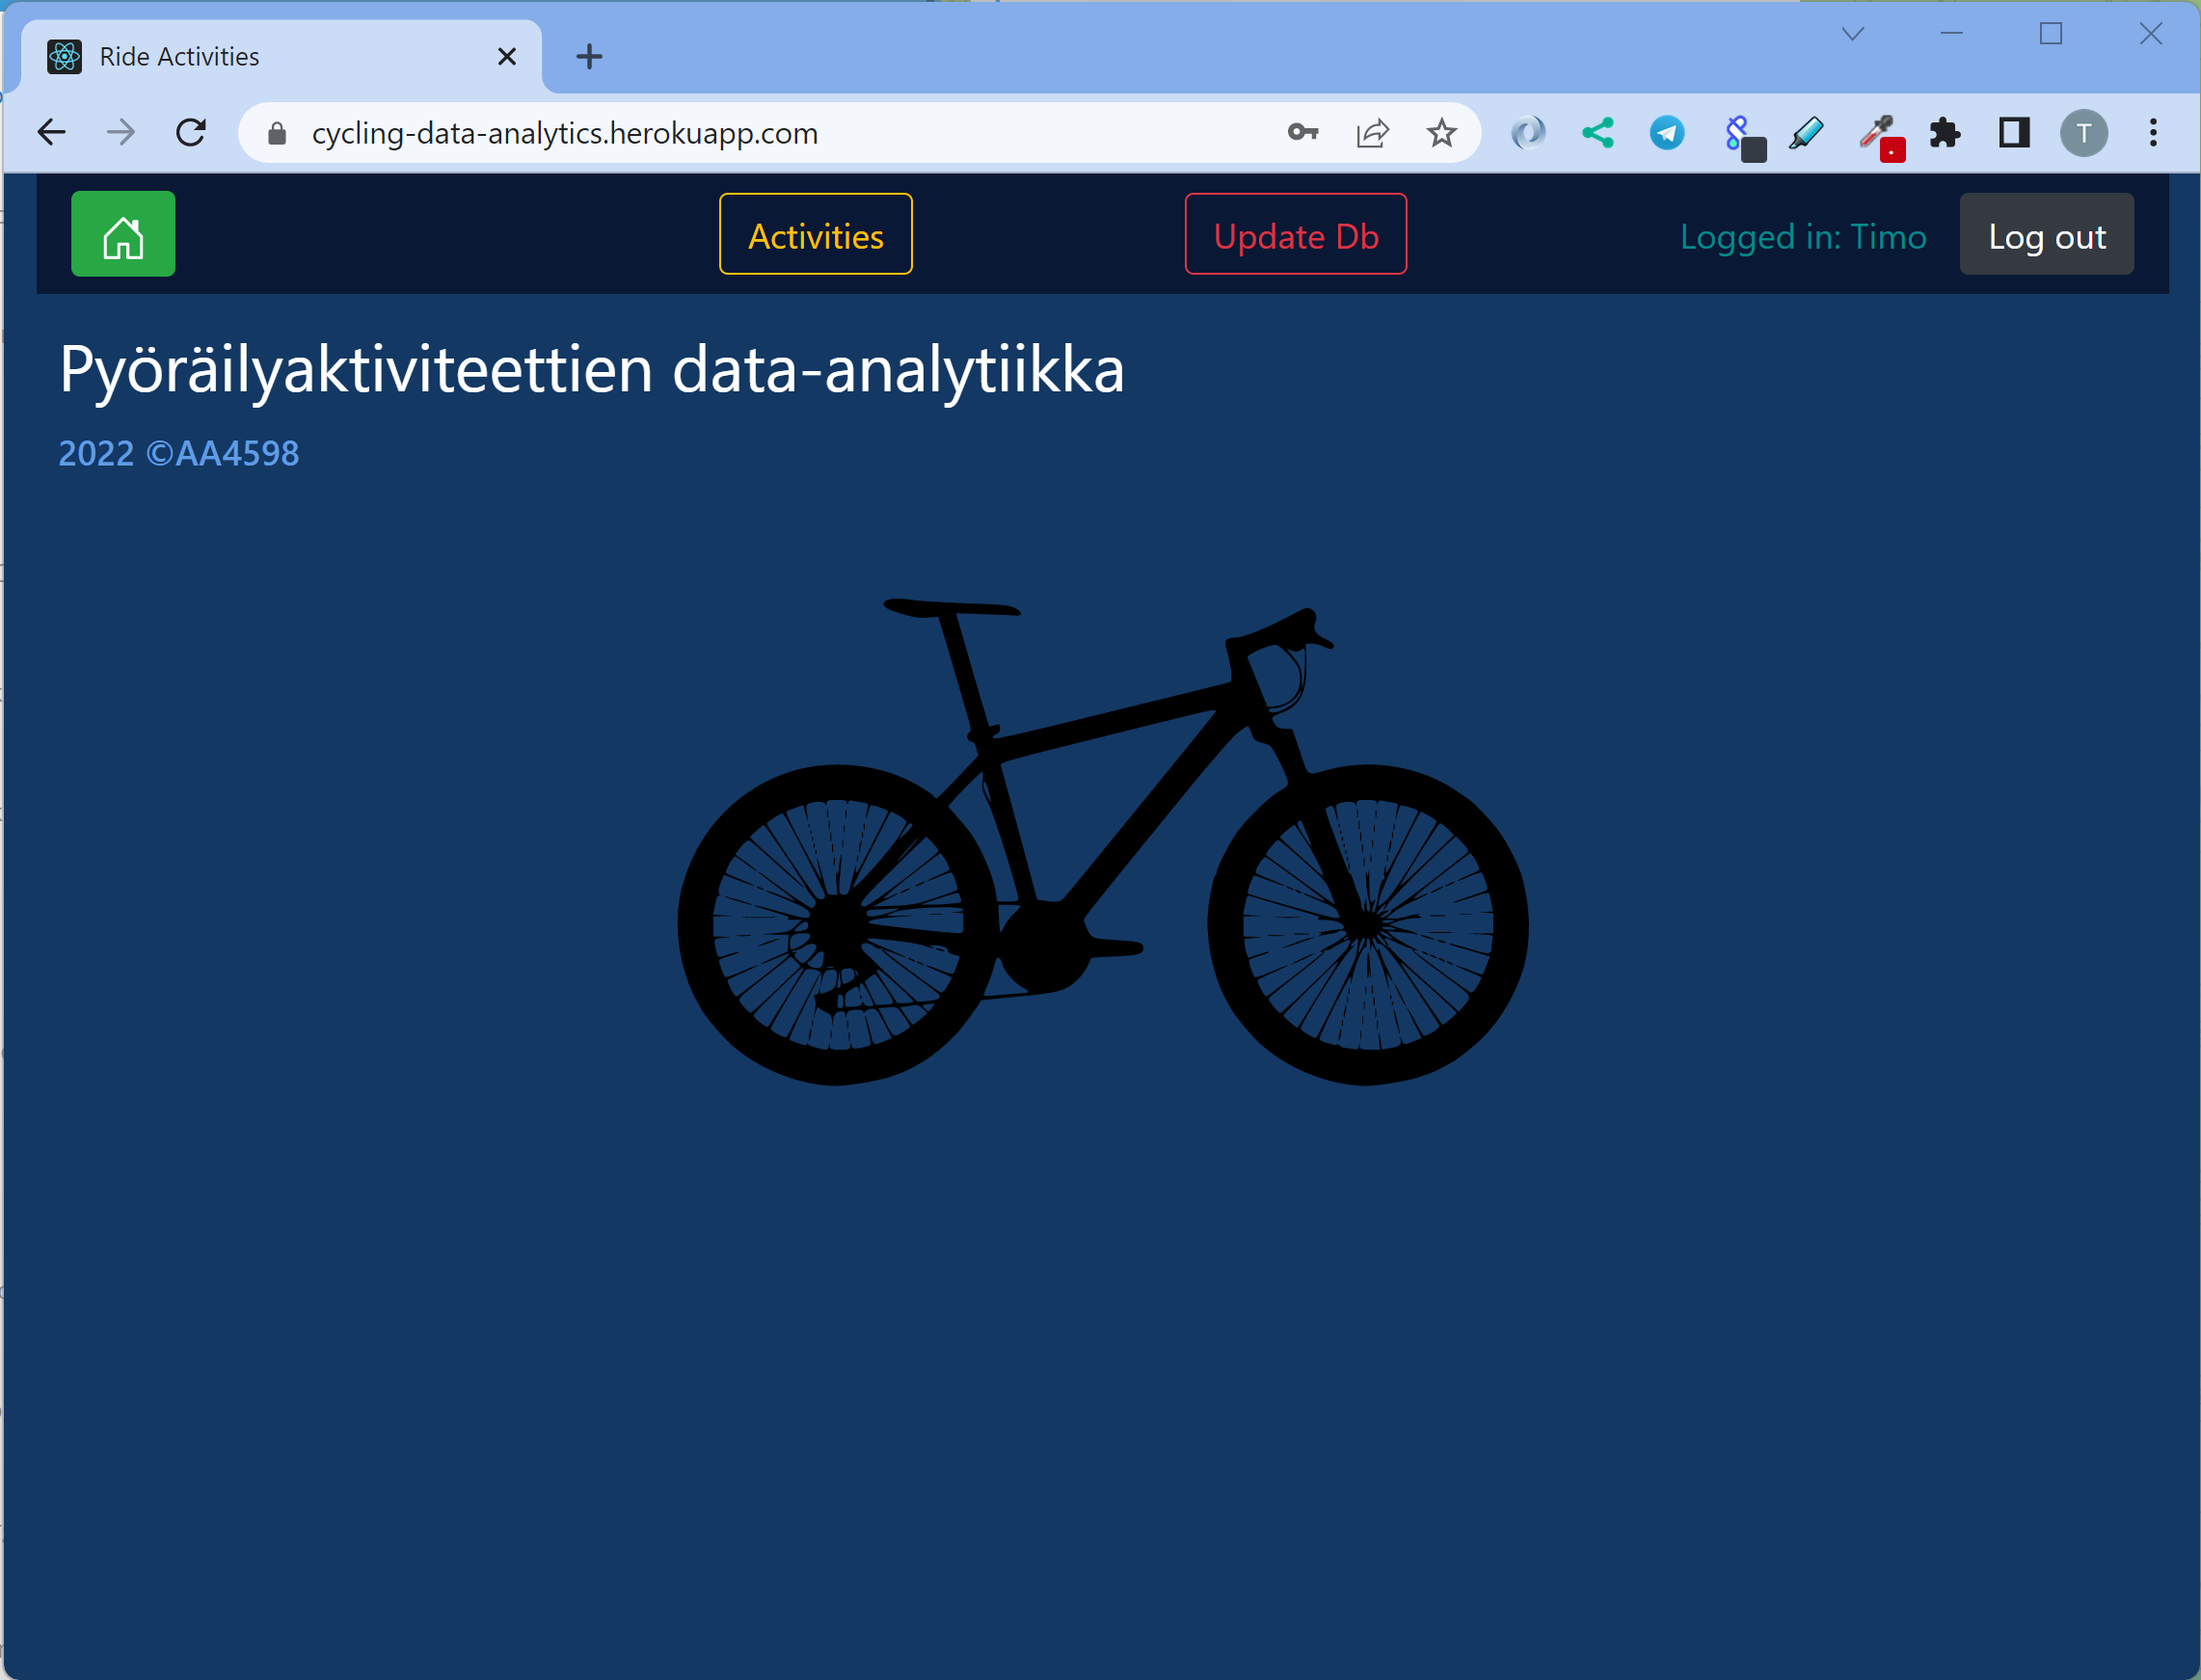 Ride Activities
cycling-data-analytics.herokuapp.com
T
Activities
Update Db
Logged in: Timo
Log out
Pyöräilyaktiviteettien data-analytiikka
2022 ©AA4598